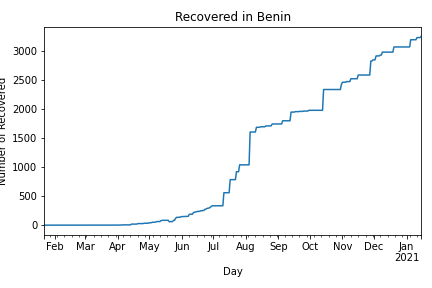 Recovered in Benin
Number of Recovered
3000
2500
2000
1500
1000
500
0
Feb Mar Apr May Jun Jul Aug Sep Oct Nov Dec Jan
2021
Day